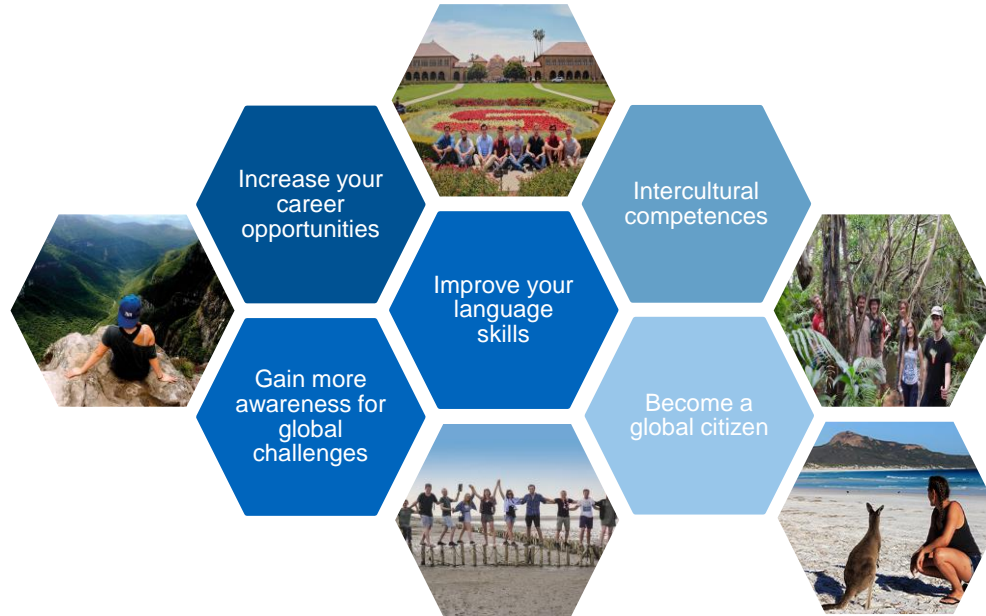 Increase your
career
opportunities
Intercultural
competences
Improve your
language
skills
Gain more
awareness for
global
challenges
Become a
global citizen